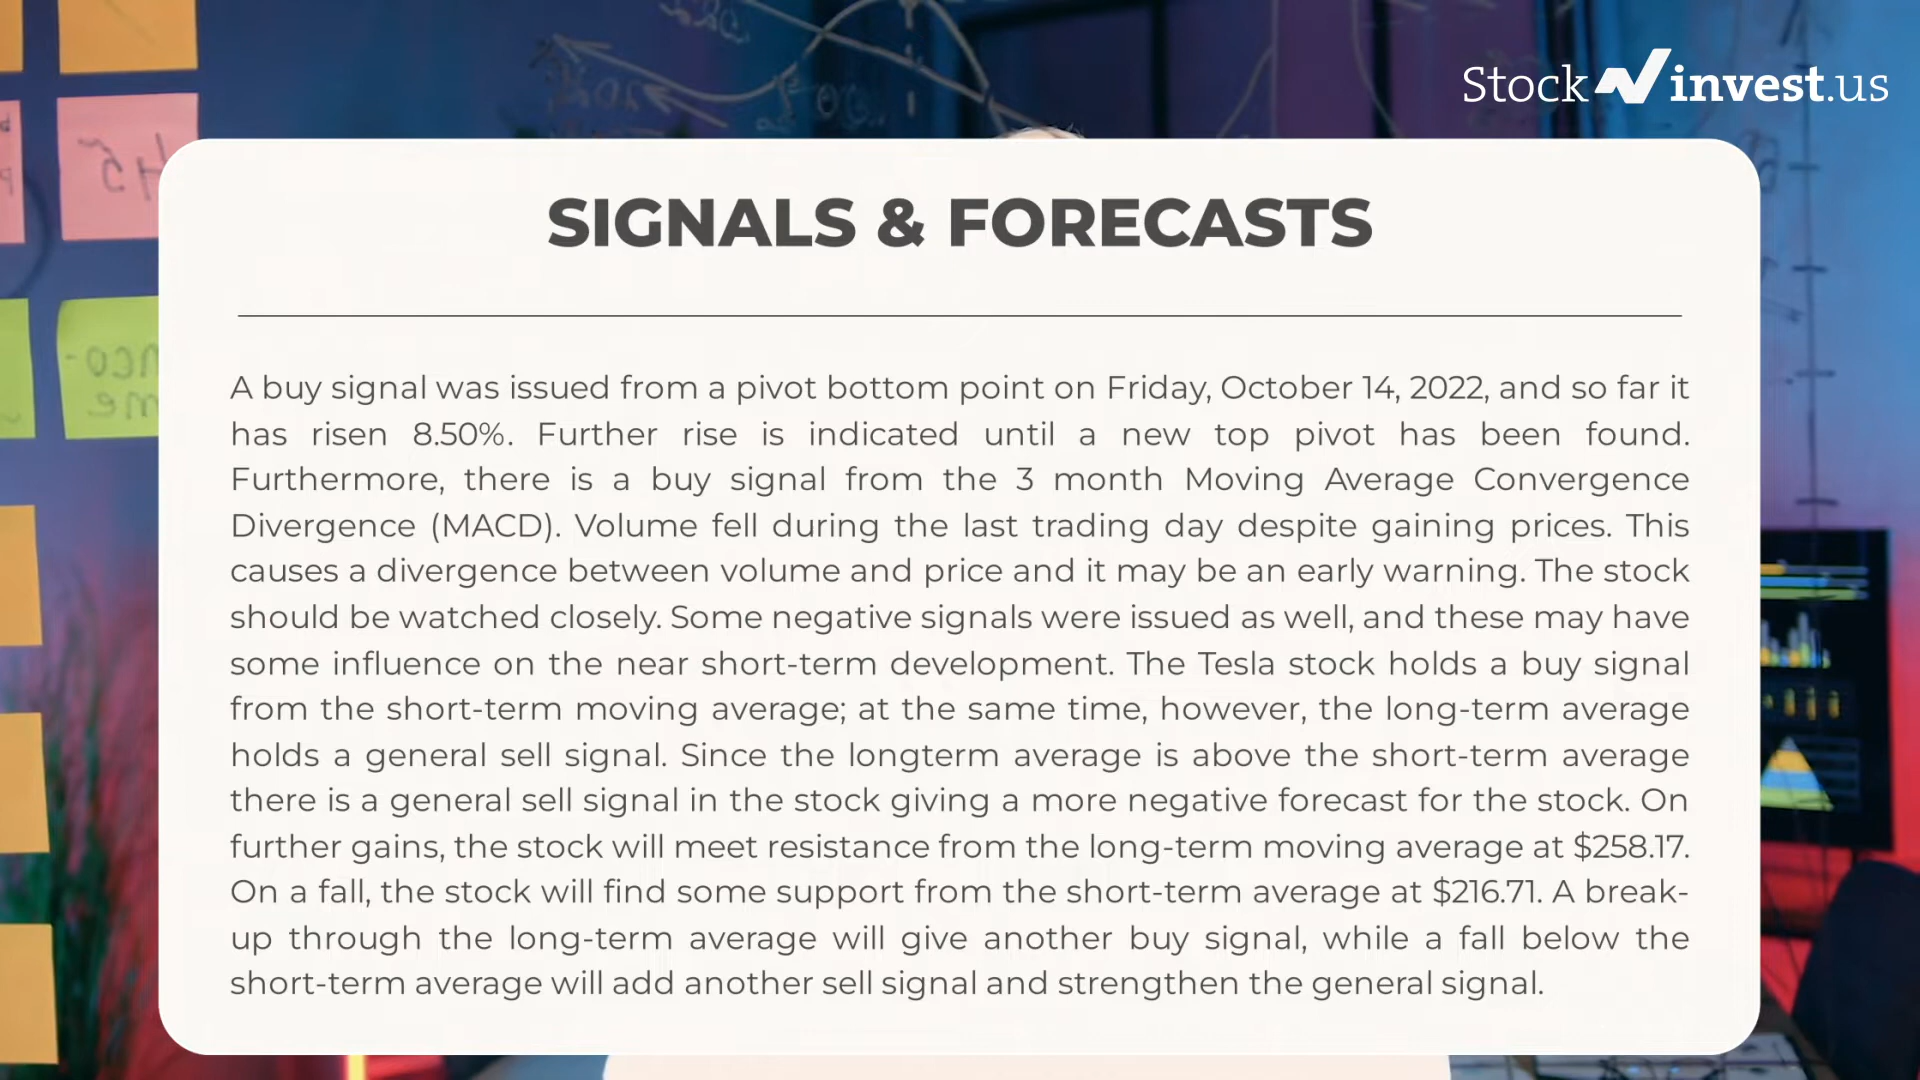 Stock invest.us
45
SIGNALS & FORECASTS
A buy signal was issued from a pivot bottom point on Friday, October 14, 2022, and so far it
has risen 8.50%. Further rise is indicated until a new top pivot has been found.
Furthermore, there is a buy signal from the 3 month Moving Average Convergence
Divergence (MACD). Volume fell during the last trading day despite gaining prices. This
causes a divergence between volume and price and it may be an early warning. The stock
should be watched closely. Some negative signals were issued as well, and these may have
some influence on the near short-term development. The Tesla stock holds a buy signal
from the short-term moving average; at the same time, however, the long-term average
holds a general sell signal. Since the longterm average is above the short-term average
there is a general sell signal in the stock giving a more negative forecast for the stock. On
further gains, the stock will meet resistance from the long-term moving average at $258.17.
On a fall, the stock will find some support from the short-term average at $216.71. A break-
up through the long-term average will give another buy signal, while a fall below the
short-term average will add another sell signal and strengthen the general signal.